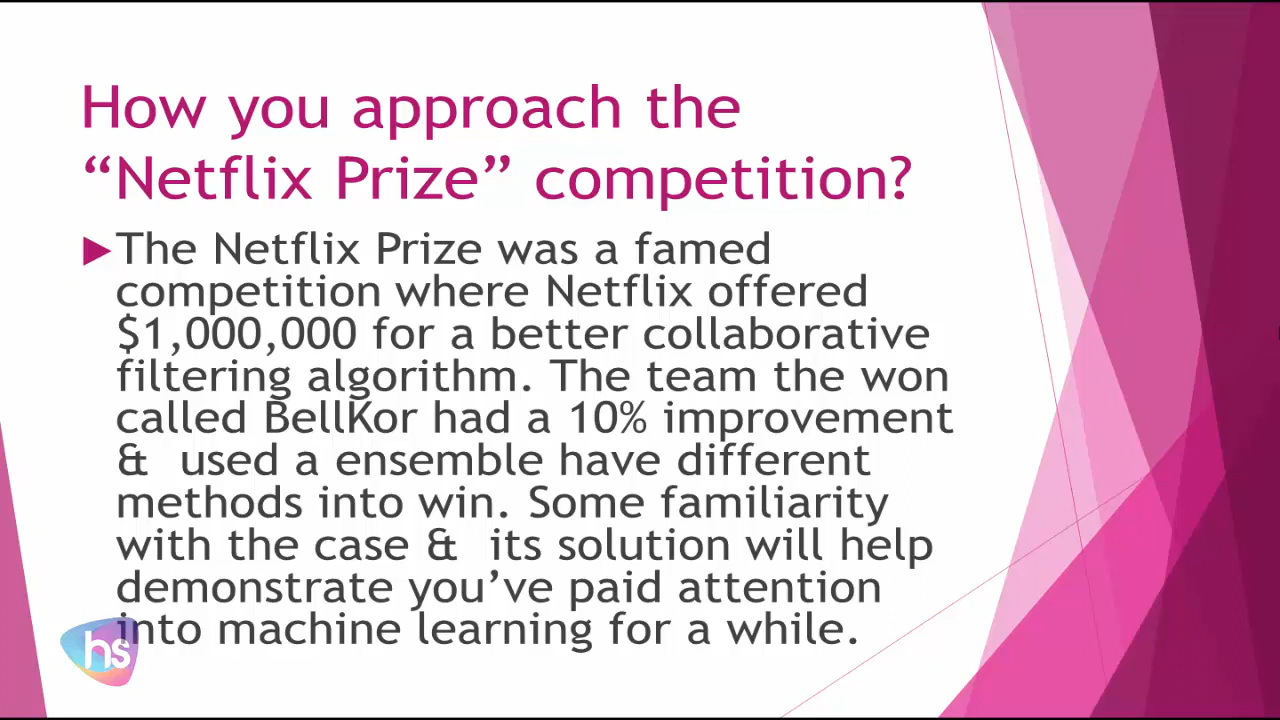 How you approach the
“Netflix Prize” competition?
The Netflix Prize was a famed
competition where Netflix offered
$1,000,000 for a better collaborative
filtering algorithm. The team the won
called BellKor had a 10% improvement
& used a ensemble have different
methods into win. Some familiarity
with the case & its solution will help
demonstrate you’ve paid attention
into machine learning for a while.
hs